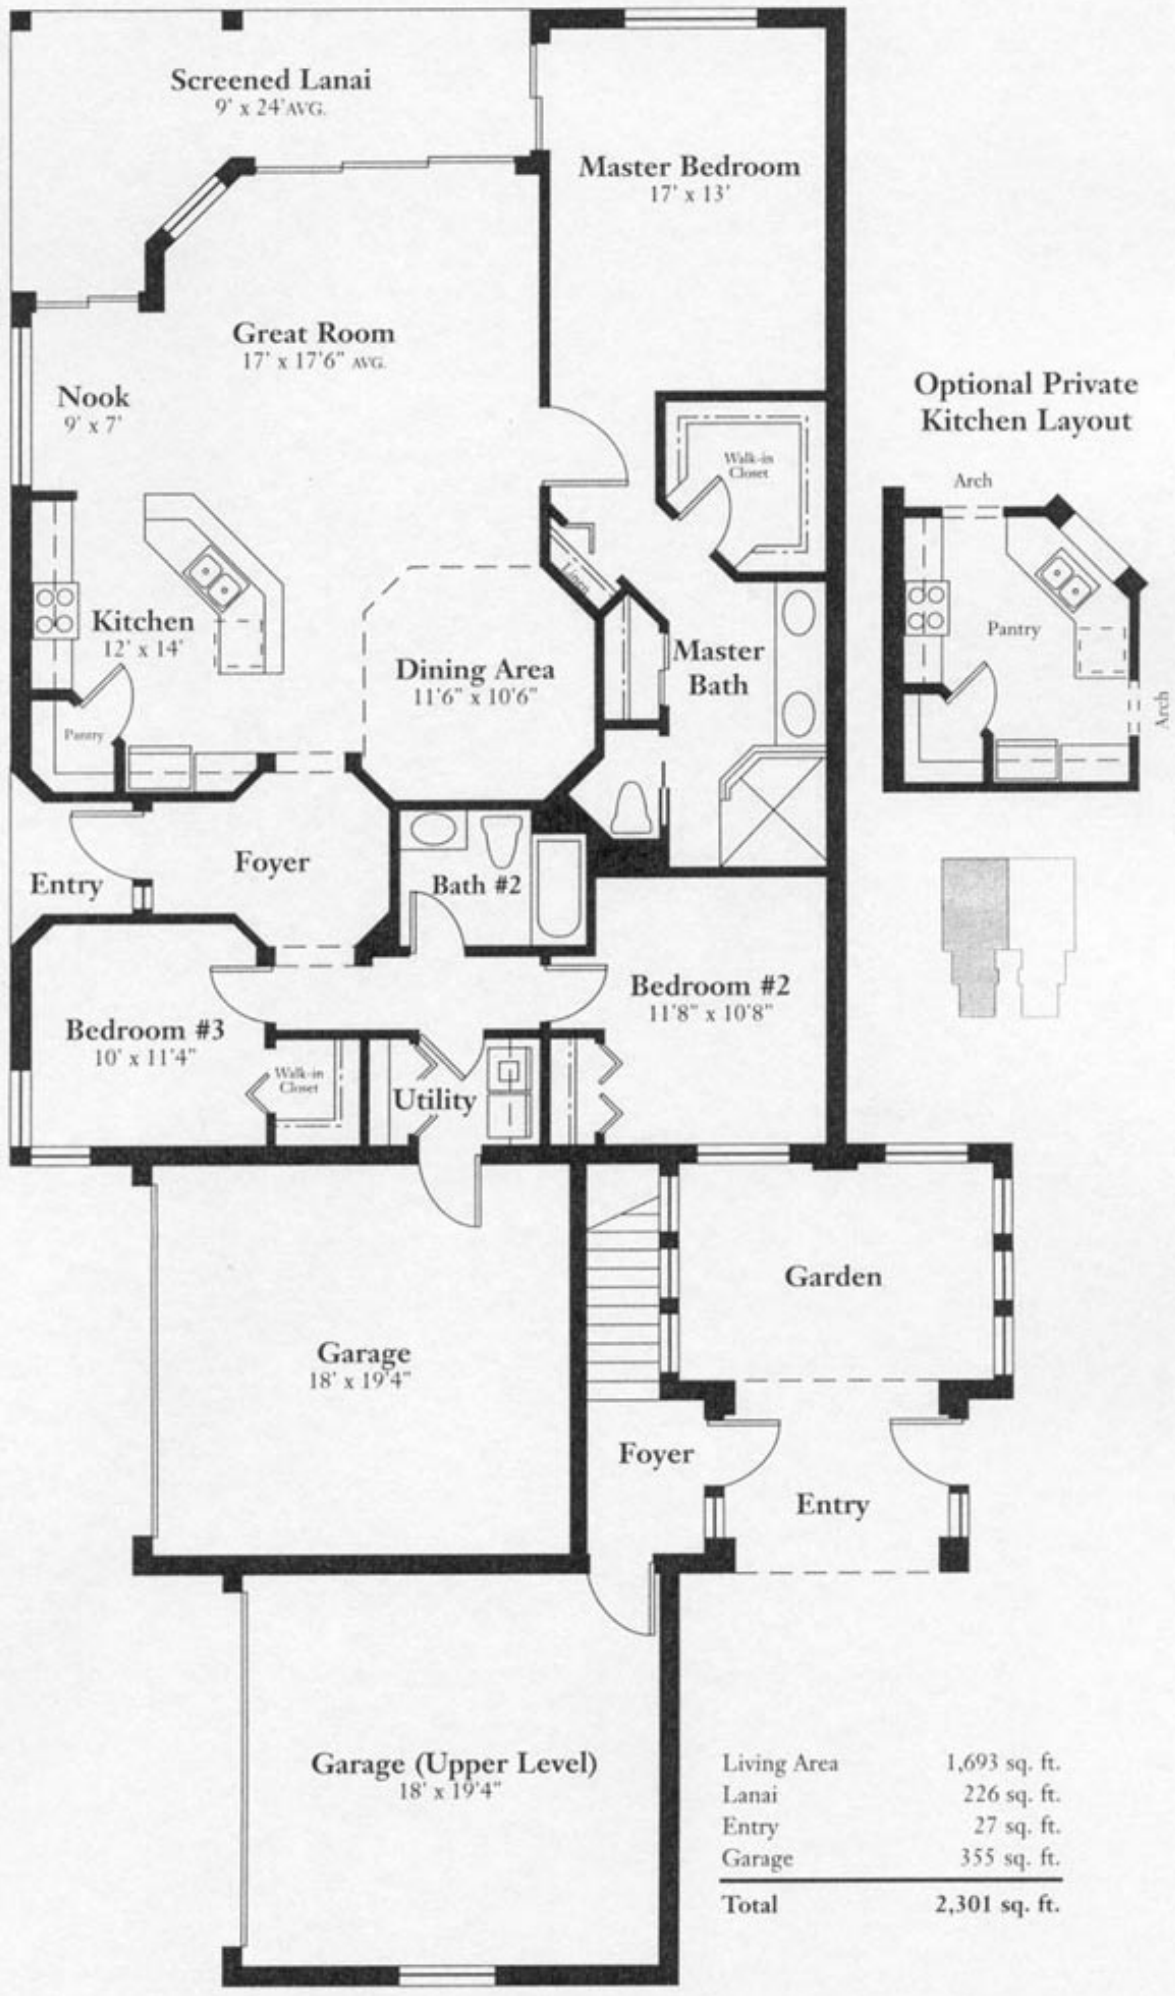 Screened Lanai
9' x 24' AVG.
Master Bedroom
17' x 13'
Great Room
17' x 17'6" AVG.
Nook
9' x 7'
Optional Private
Kitchen Layout
Walk-in
Closet
Arch
Linen
Kitchen
12' x 14'
Pantry
Dining Area
11'6" x 10'6"
Master
Bath
Pantry
Arch
Foyer
Entry
Bath #2
Bedroom #2
11'8" x 10'8"
Bedroom #3
10' x 11'4"
Walk-in
Closet
Utility
Garden
Garage
18' x 19'4"
Foyer
Entry
Garage (Upper Level)
18' x 19'4"
Living Area 1,693 sq. ft.
Lanai 226 sq. ft.
Entry 27 sq. ft.
Garage 355 sq. ft.
Total 2,301 sq. ft.